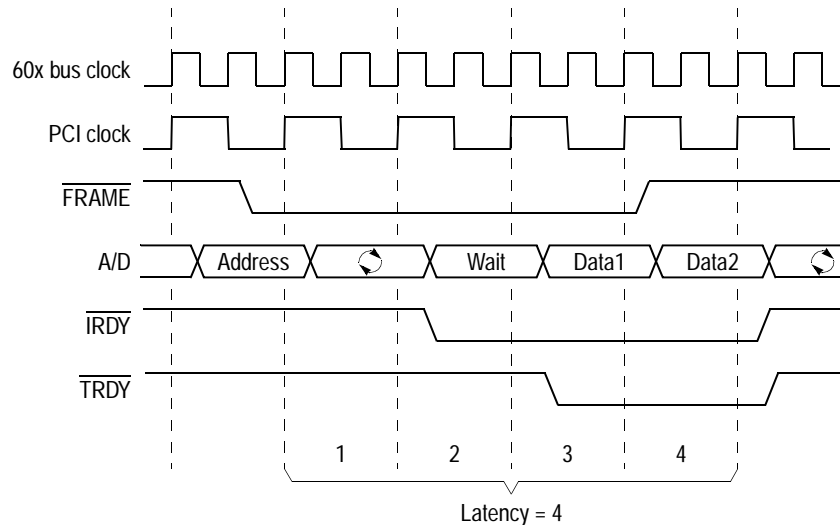 60x bus clock
PCI clock
FRAME
A/D Address Wait Data1 Data2
IRDY
TRDY
1 2 3 4
Latency = 4